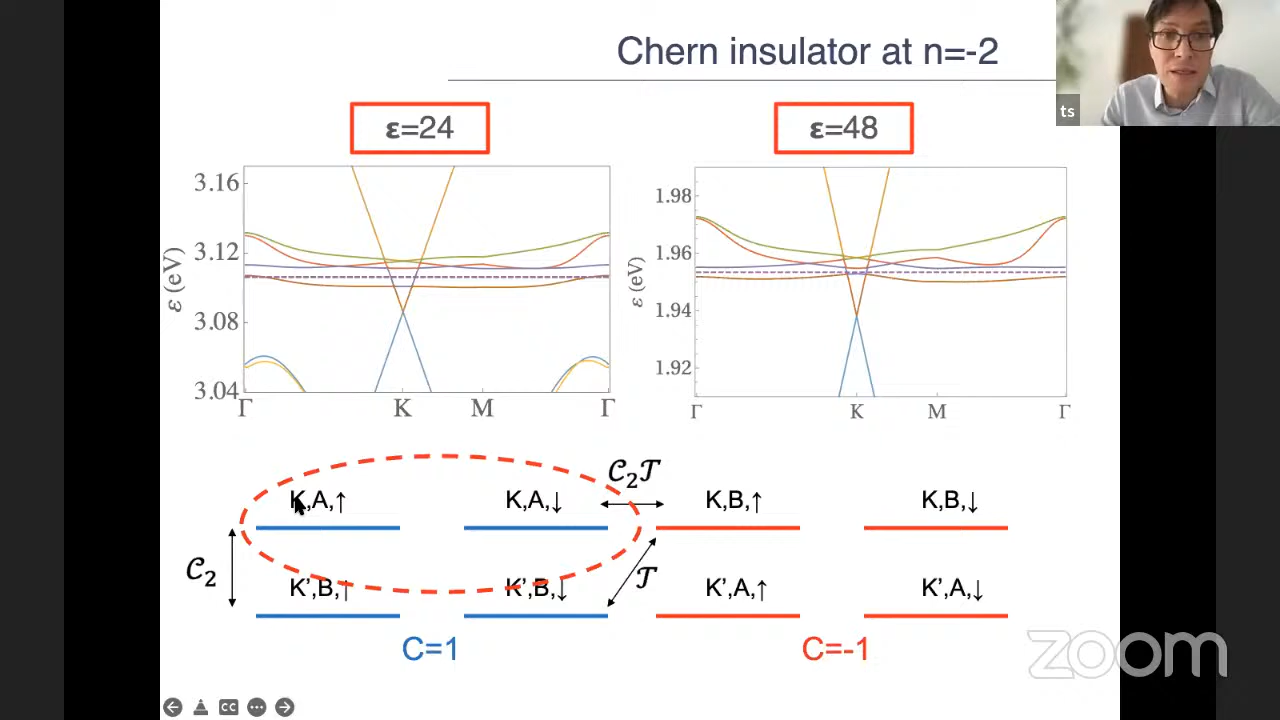 Chern insulator at n=-2
ts
ε=24
ε=48
3.16
3.12
3.08
3.04
ε (eV)
Γ
K
M
Γ
1.98
1.96
1.94
1.92
ε (eV)
Γ
K
M
Γ
C₂𝒯
K,A,↑
K,A,↓
K,B,↑
K,B,↓
C₂
𝒯
K',B,↑
K',B,↓
K',A,↑
K',A,↓
C=1
C=-1
zoom
CC